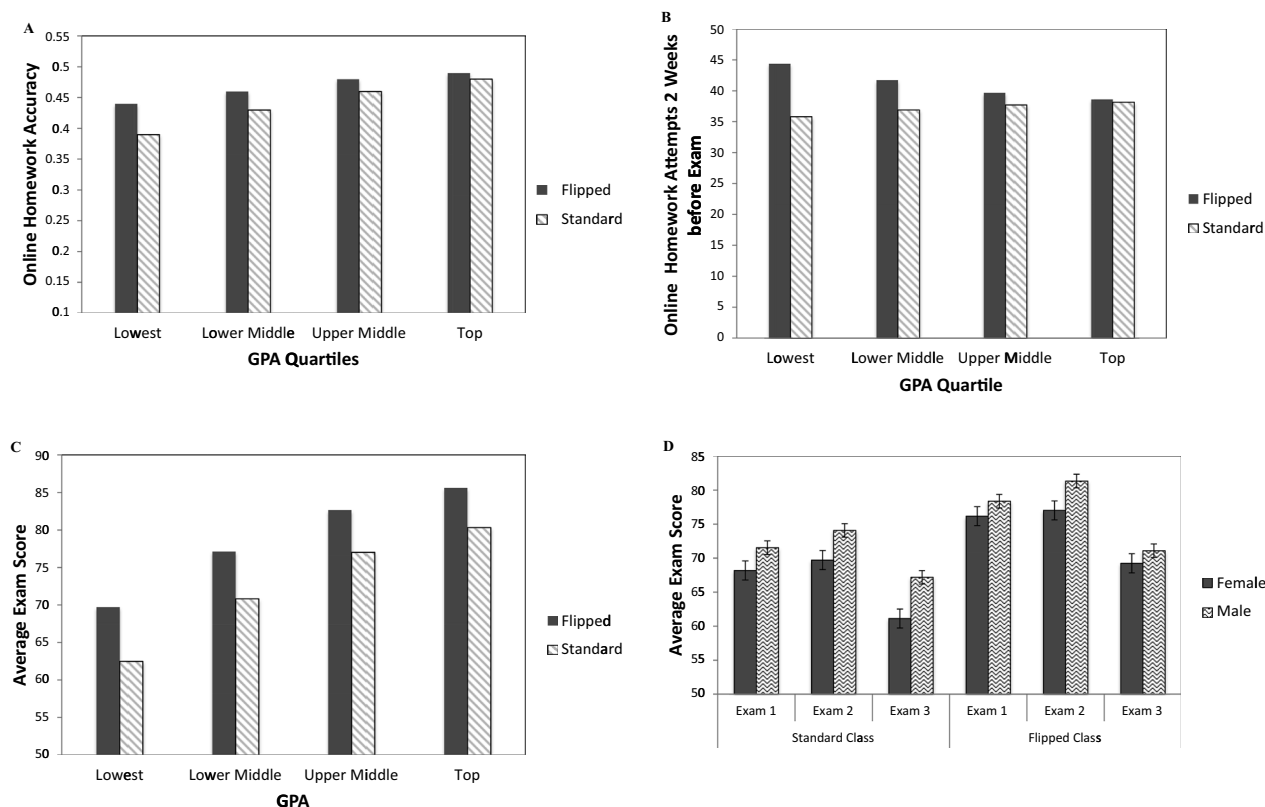 A
Online Homework Accuracy
0.55
0.5
0.45
0.4
0.35
0.3
0.25
0.2
0.15
0.1
Lowest Lower Middle Upper Middle Top
GPA Quartiles
Flipped
Standard
B
Online Homework Attempts 2 Weeks
before Exam
50
45
40
35
30
25
20
15
10
5
0
Lowest Lower Middle Upper Middle Top
GPA Quartile
Flipped
Standard
C
Average Exam Score
90
85
80
75
70
65
60
55
50
Lowest Lower Middle Upper Middle Top
GPA
Flipped
Standard
D
Average Exam Score
85
80
75
70
65
60
55
50
Exam 1 Exam 2 Exam 3 Exam 1 Exam 2 Exam 3
Standard Class Flipped Class
Female
Male